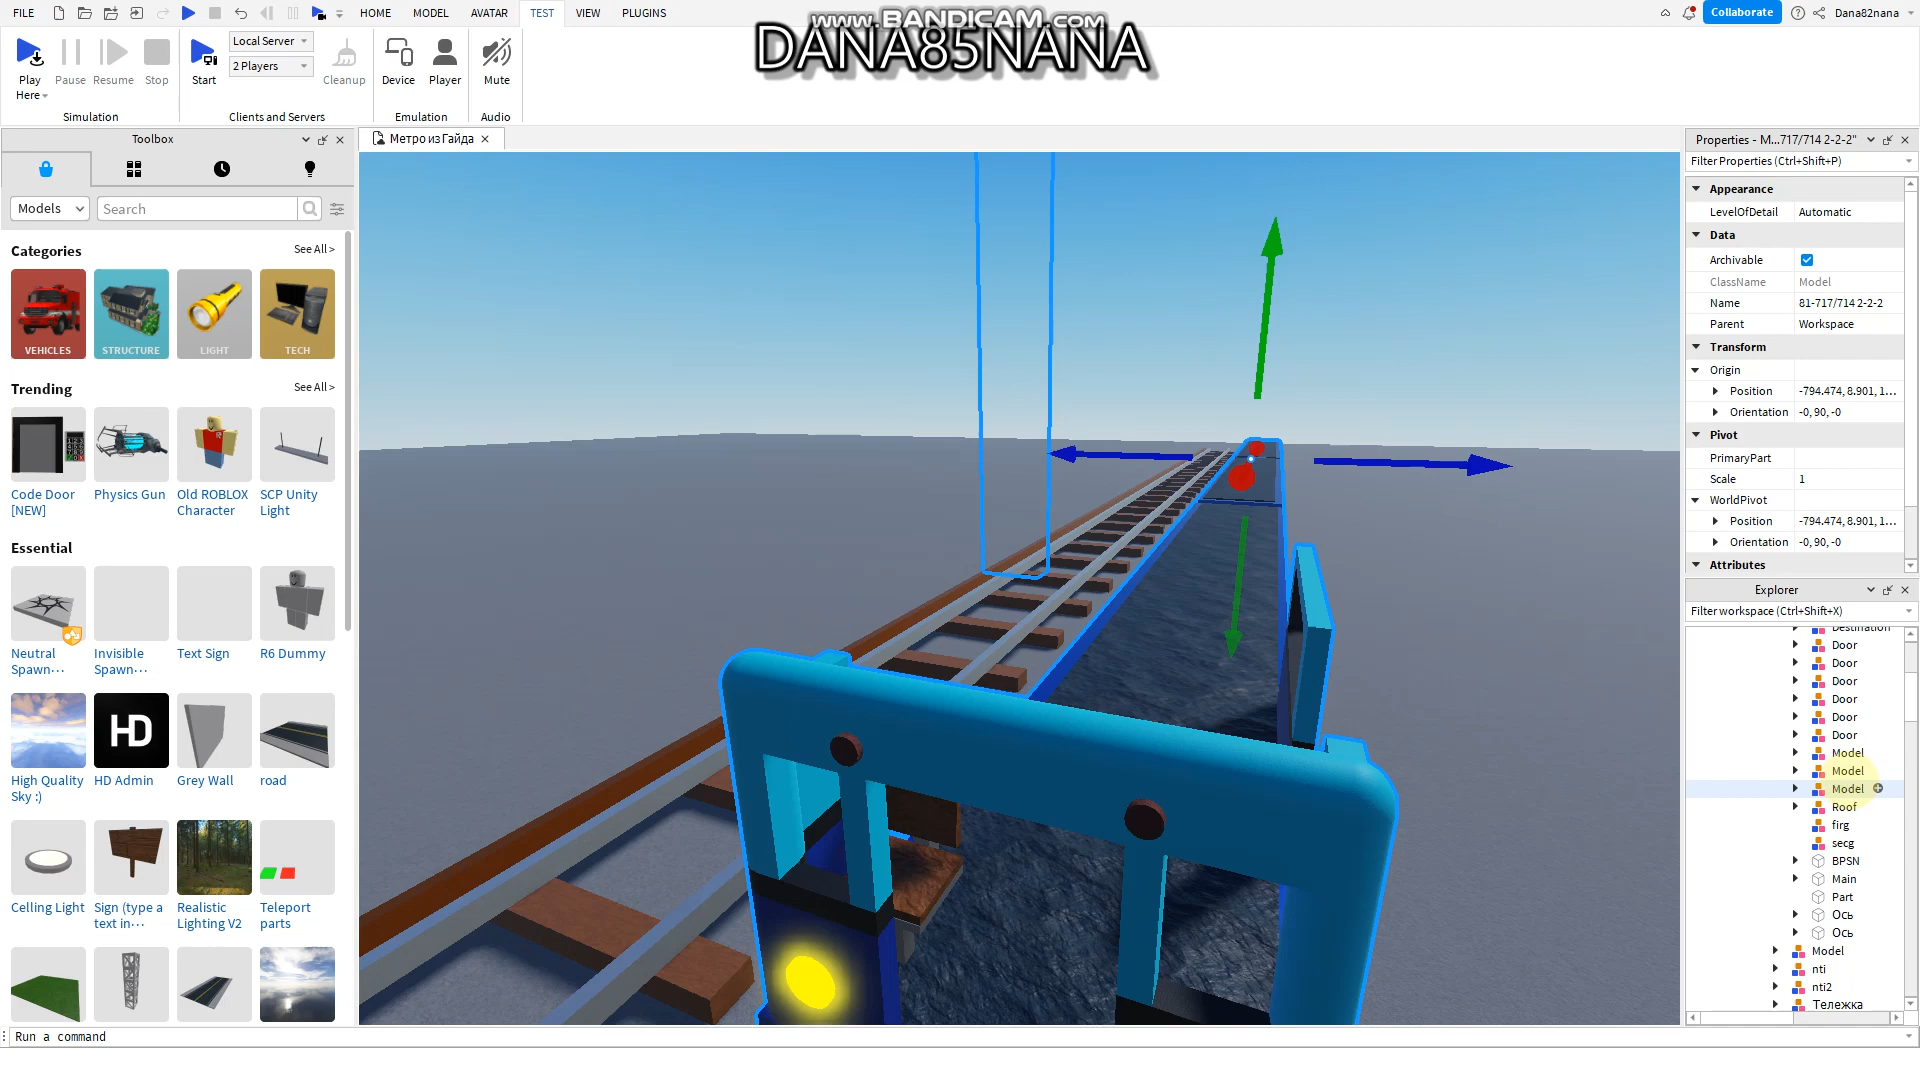 FILE
HOME
MODEL
AVATAR
TEST
VIEW
PLUGINS
www.BANDICAM.com
DANA85NANA
Collaborate
Dana82nana
Play
Here
Pause
Resume
Stop
Start
Local Server
2 Players
Cleanup
Device
Player
Mute
Simulation
Clients and Servers
Emulation
Audio
Toolbox
Models
Search
Categories
See All >
VEHICLES
STRUCTURE
LIGHT
TECH
Trending
See All >
Code Door
[NEW]
Physics Gun
Old ROBLOX
Character
SCP Unity
Light
Essential
Neutral
Spawn...
Invisible
Spawn...
Text Sign
R6 Dummy
High Quality
Sky :)
HD
HD Admin
Grey Wall
road
Celling Light
Sign (type a
text in...
Realistic
Lighting V2
Teleport
parts
Метро из Гайда
Properties - M...717/714 2-2-2"
Filter Properties (Ctrl+Shift+P)
Appearance
LevelOfDetail Automatic
Data
Archivable
ClassName Model
Name 81-717/714 2-2-2
Parent Workspace
Transform
Origin
Position -794.474, 8.901, 1...
Orientation -0, 90, -0
Pivot
PrimaryPart
Scale 1
WorldPivot
Position -794.474, 8.901, 1...
Orientation -0, 90, -0
Attributes
Explorer
Filter workspace (Ctrl+Shift+X)
Destination
Door
Door
Door
Door
Door
Door
Model
Model
Model
Roof
firg
secg
BPSN
Main
Part
Ось
Ось
Model
nti
nti2
Тележка
Run a command